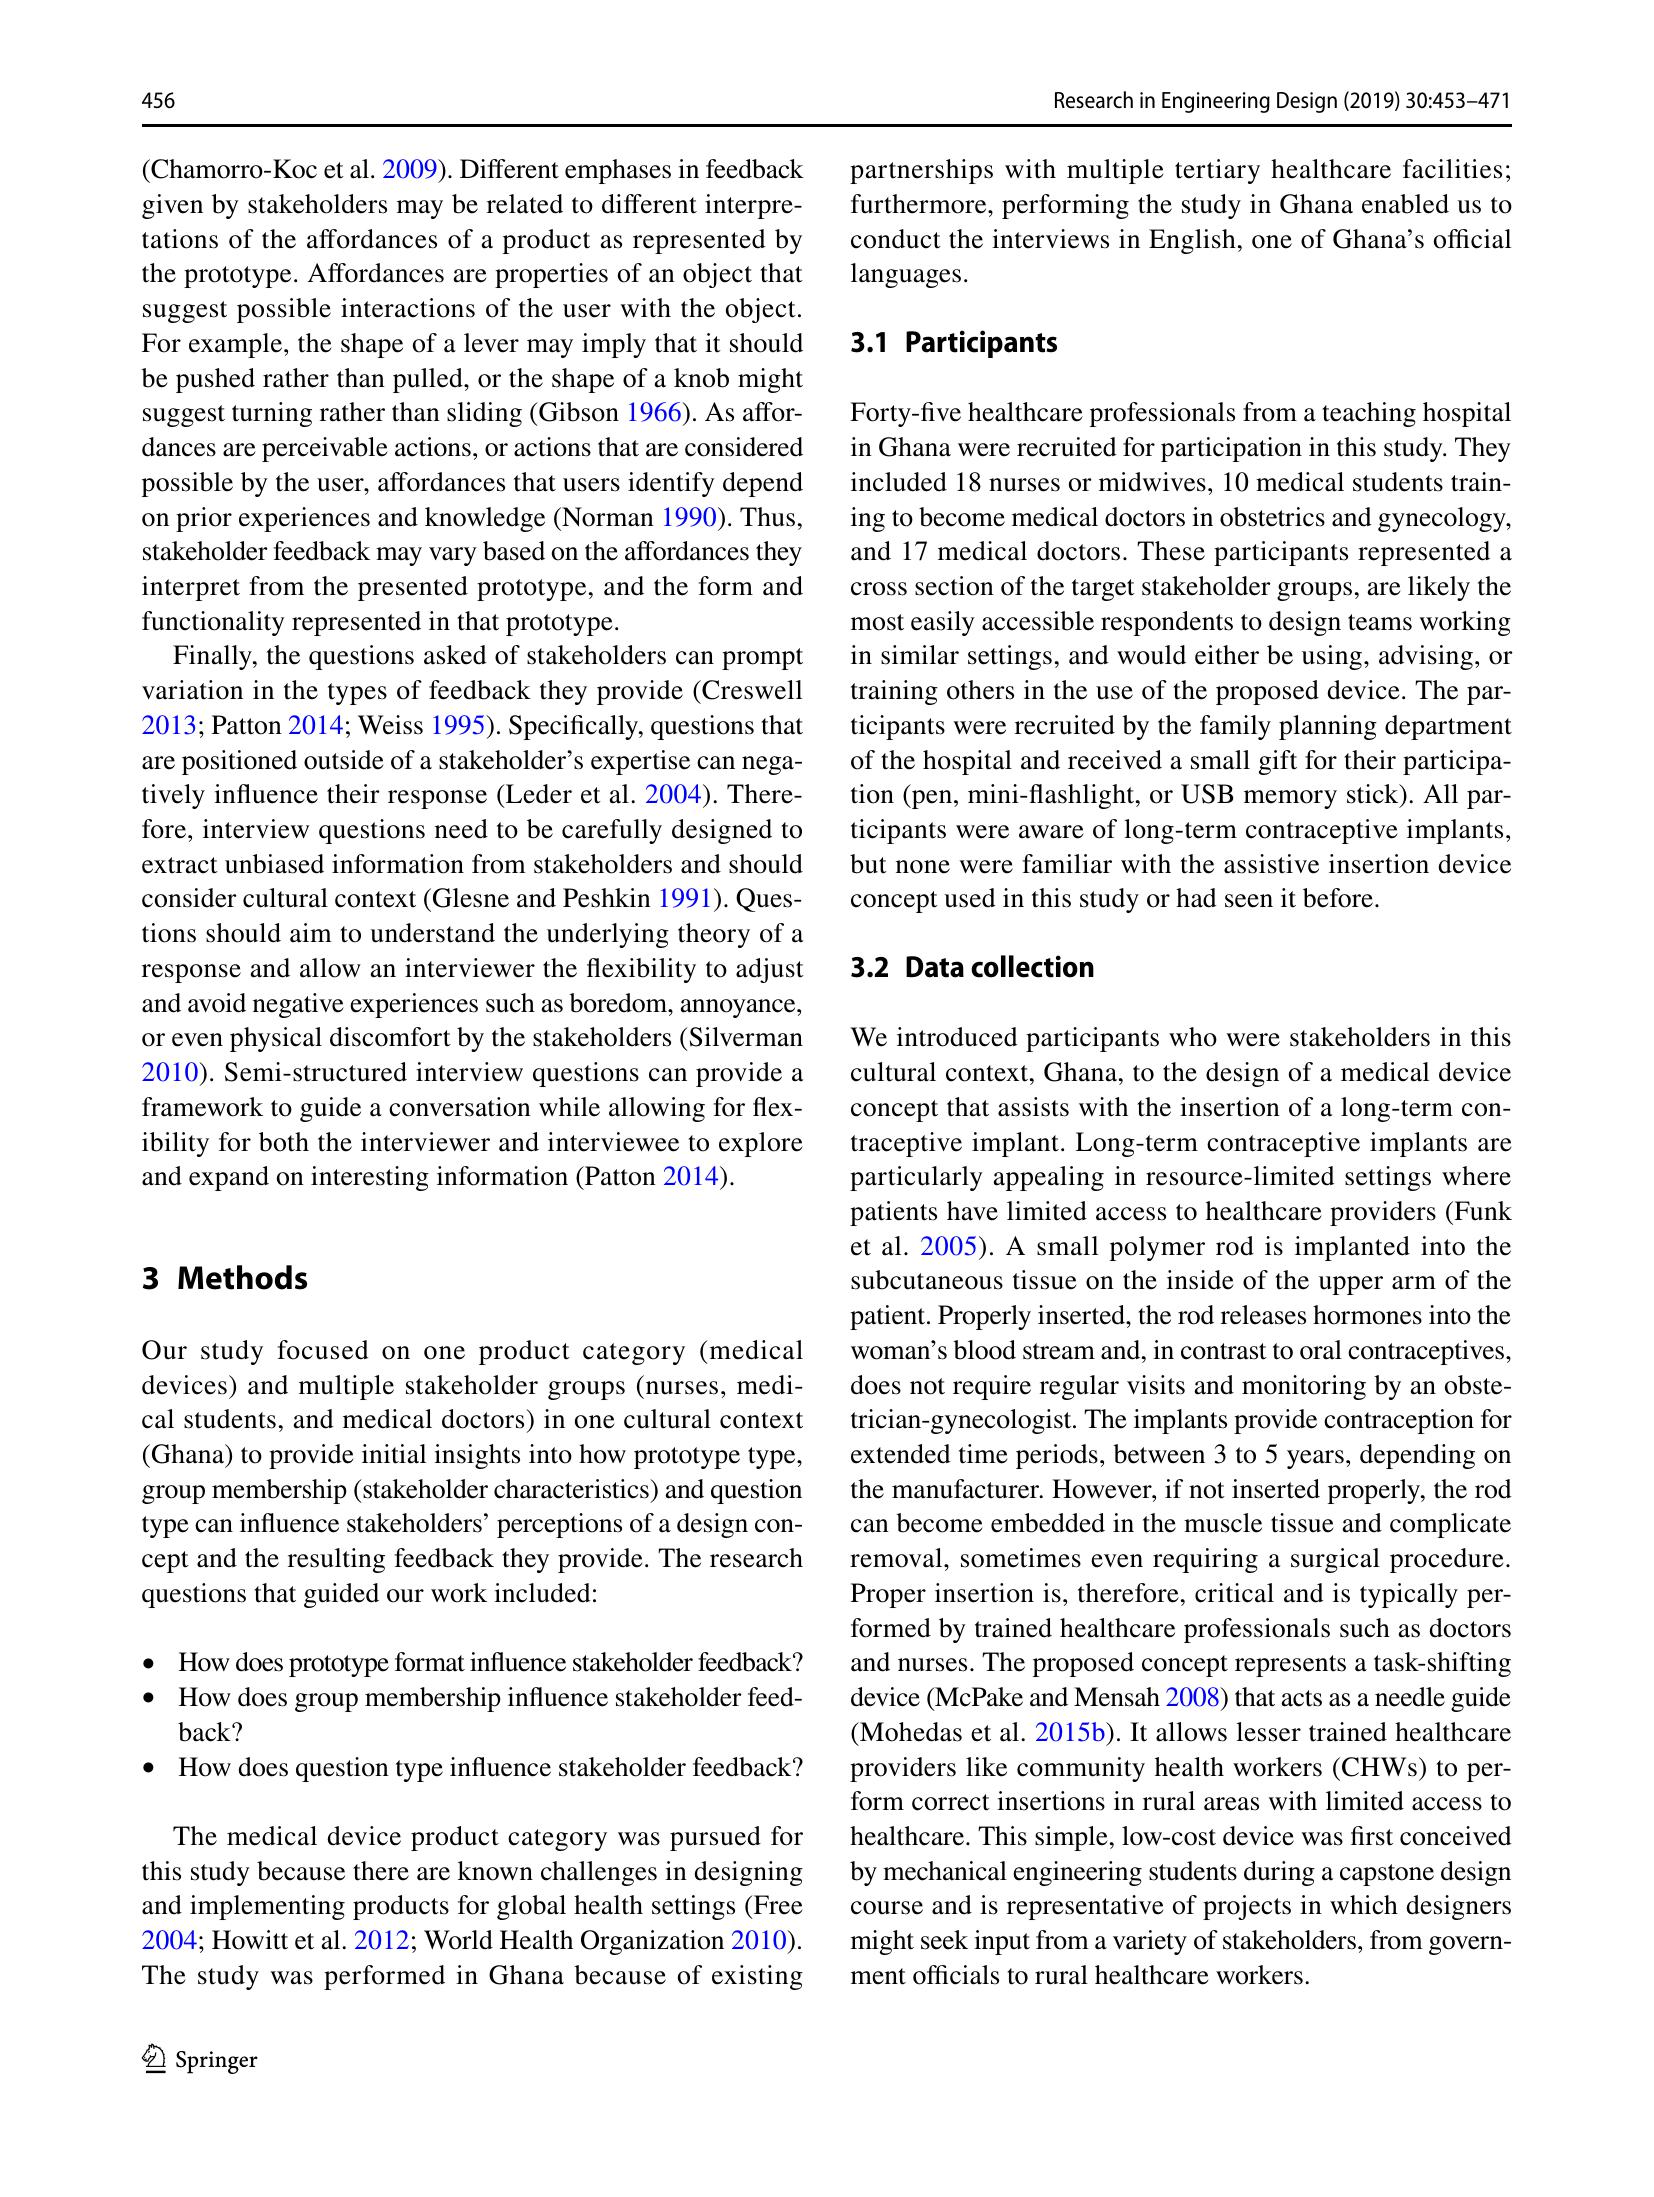 456
Research in Engineering Design (2019) 30:453–471
(Chamorro-Koc et al. 2009). Different emphases in feedback
given by stakeholders may be related to different interpre-
tations of the affordances of a product as represented by
the prototype. Affordances are properties of an object that
suggest possible interactions of the user with the object.
For example, the shape of a lever may imply that it should
be pushed rather than pulled, or the shape of a knob might
suggest turning rather than sliding (Gibson 1966). As affor-
dances are perceivable actions, or actions that are considered
possible by the user, affordances that users identify depend
on prior experiences and knowledge (Norman 1990). Thus,
stakeholder feedback may vary based on the affordances they
interpret from the presented prototype, and the form and
functionality represented in that prototype.
Finally, the questions asked of stakeholders can prompt
variation in the types of feedback they provide (Creswell
2013; Patton 2014; Weiss 1995). Specifically, questions that
are positioned outside of a stakeholder’s expertise can nega-
tively influence their response (Leder et al. 2004). There-
fore, interview questions need to be carefully designed to
extract unbiased information from stakeholders and should
consider cultural context (Glesne and Peshkin 1991). Ques-
tions should aim to understand the underlying theory of a
response and allow an interviewer the flexibility to adjust
and avoid negative experiences such as boredom, annoyance,
or even physical discomfort by the stakeholders (Silverman
2010). Semi-structured interview questions can provide a
framework to guide a conversation while allowing for flex-
ibility for both the interviewer and interviewee to explore
and expand on interesting information (Patton 2014).
3 Methods
Our study focused on one product category (medical
devices) and multiple stakeholder groups (nurses, medi-
cal students, and medical doctors) in one cultural context
(Ghana) to provide initial insights into how prototype type,
group membership (stakeholder characteristics) and question
type can influence stakeholders’ perceptions of a design con-
cept and the resulting feedback they provide. The research
questions that guided our work included:
• How does prototype format influence stakeholder feedback?
• How does group membership influence stakeholder feed-
back?
• How does question type influence stakeholder feedback?
The medical device product category was pursued for
this study because there are known challenges in designing
and implementing products for global health settings (Free
2004; Howitt et al. 2012; World Health Organization 2010).
The study was performed in Ghana because of existing
partnerships with multiple tertiary healthcare facilities;
furthermore, performing the study in Ghana enabled us to
conduct the interviews in English, one of Ghana’s official
languages.
3.1 Participants
Forty-five healthcare professionals from a teaching hospital
in Ghana were recruited for participation in this study. They
included 18 nurses or midwives, 10 medical students train-
ing to become medical doctors in obstetrics and gynecology,
and 17 medical doctors. These participants represented a
cross section of the target stakeholder groups, are likely the
most easily accessible respondents to design teams working
in similar settings, and would either be using, advising, or
training others in the use of the proposed device. The par-
ticipants were recruited by the family planning department
of the hospital and received a small gift for their participa-
tion (pen, mini-flashlight, or USB memory stick). All par-
ticipants were aware of long-term contraceptive implants,
but none were familiar with the assistive insertion device
concept used in this study or had seen it before.
3.2 Data collection
We introduced participants who were stakeholders in this
cultural context, Ghana, to the design of a medical device
concept that assists with the insertion of a long-term con-
traceptive implant. Long-term contraceptive implants are
particularly appealing in resource-limited settings where
patients have limited access to healthcare providers (Funk
et al. 2005). A small polymer rod is implanted into the
subcutaneous tissue on the inside of the upper arm of the
patient. Properly inserted, the rod releases hormones into the
woman’s blood stream and, in contrast to oral contraceptives,
does not require regular visits and monitoring by an obste-
trician-gynecologist. The implants provide contraception for
extended time periods, between 3 to 5 years, depending on
the manufacturer. However, if not inserted properly, the rod
can become embedded in the muscle tissue and complicate
removal, sometimes even requiring a surgical procedure.
Proper insertion is, therefore, critical and is typically per-
formed by trained healthcare professionals such as doctors
and nurses. The proposed concept represents a task-shifting
device (McPake and Mensah 2008) that acts as a needle guide
(Mohedas et al. 2015b). It allows lesser trained healthcare
providers like community health workers (CHWs) to per-
form correct insertions in rural areas with limited access to
healthcare. This simple, low-cost device was first conceived
by mechanical engineering students during a capstone design
course and is representative of projects in which designers
might seek input from a variety of stakeholders, from govern-
ment officials to rural healthcare workers.
Springer